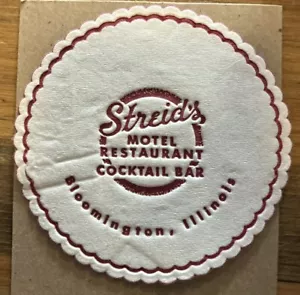 Streid's
MOTEL
RESTAURANT
COCKTAIL BAR
Bloomington, Illinois